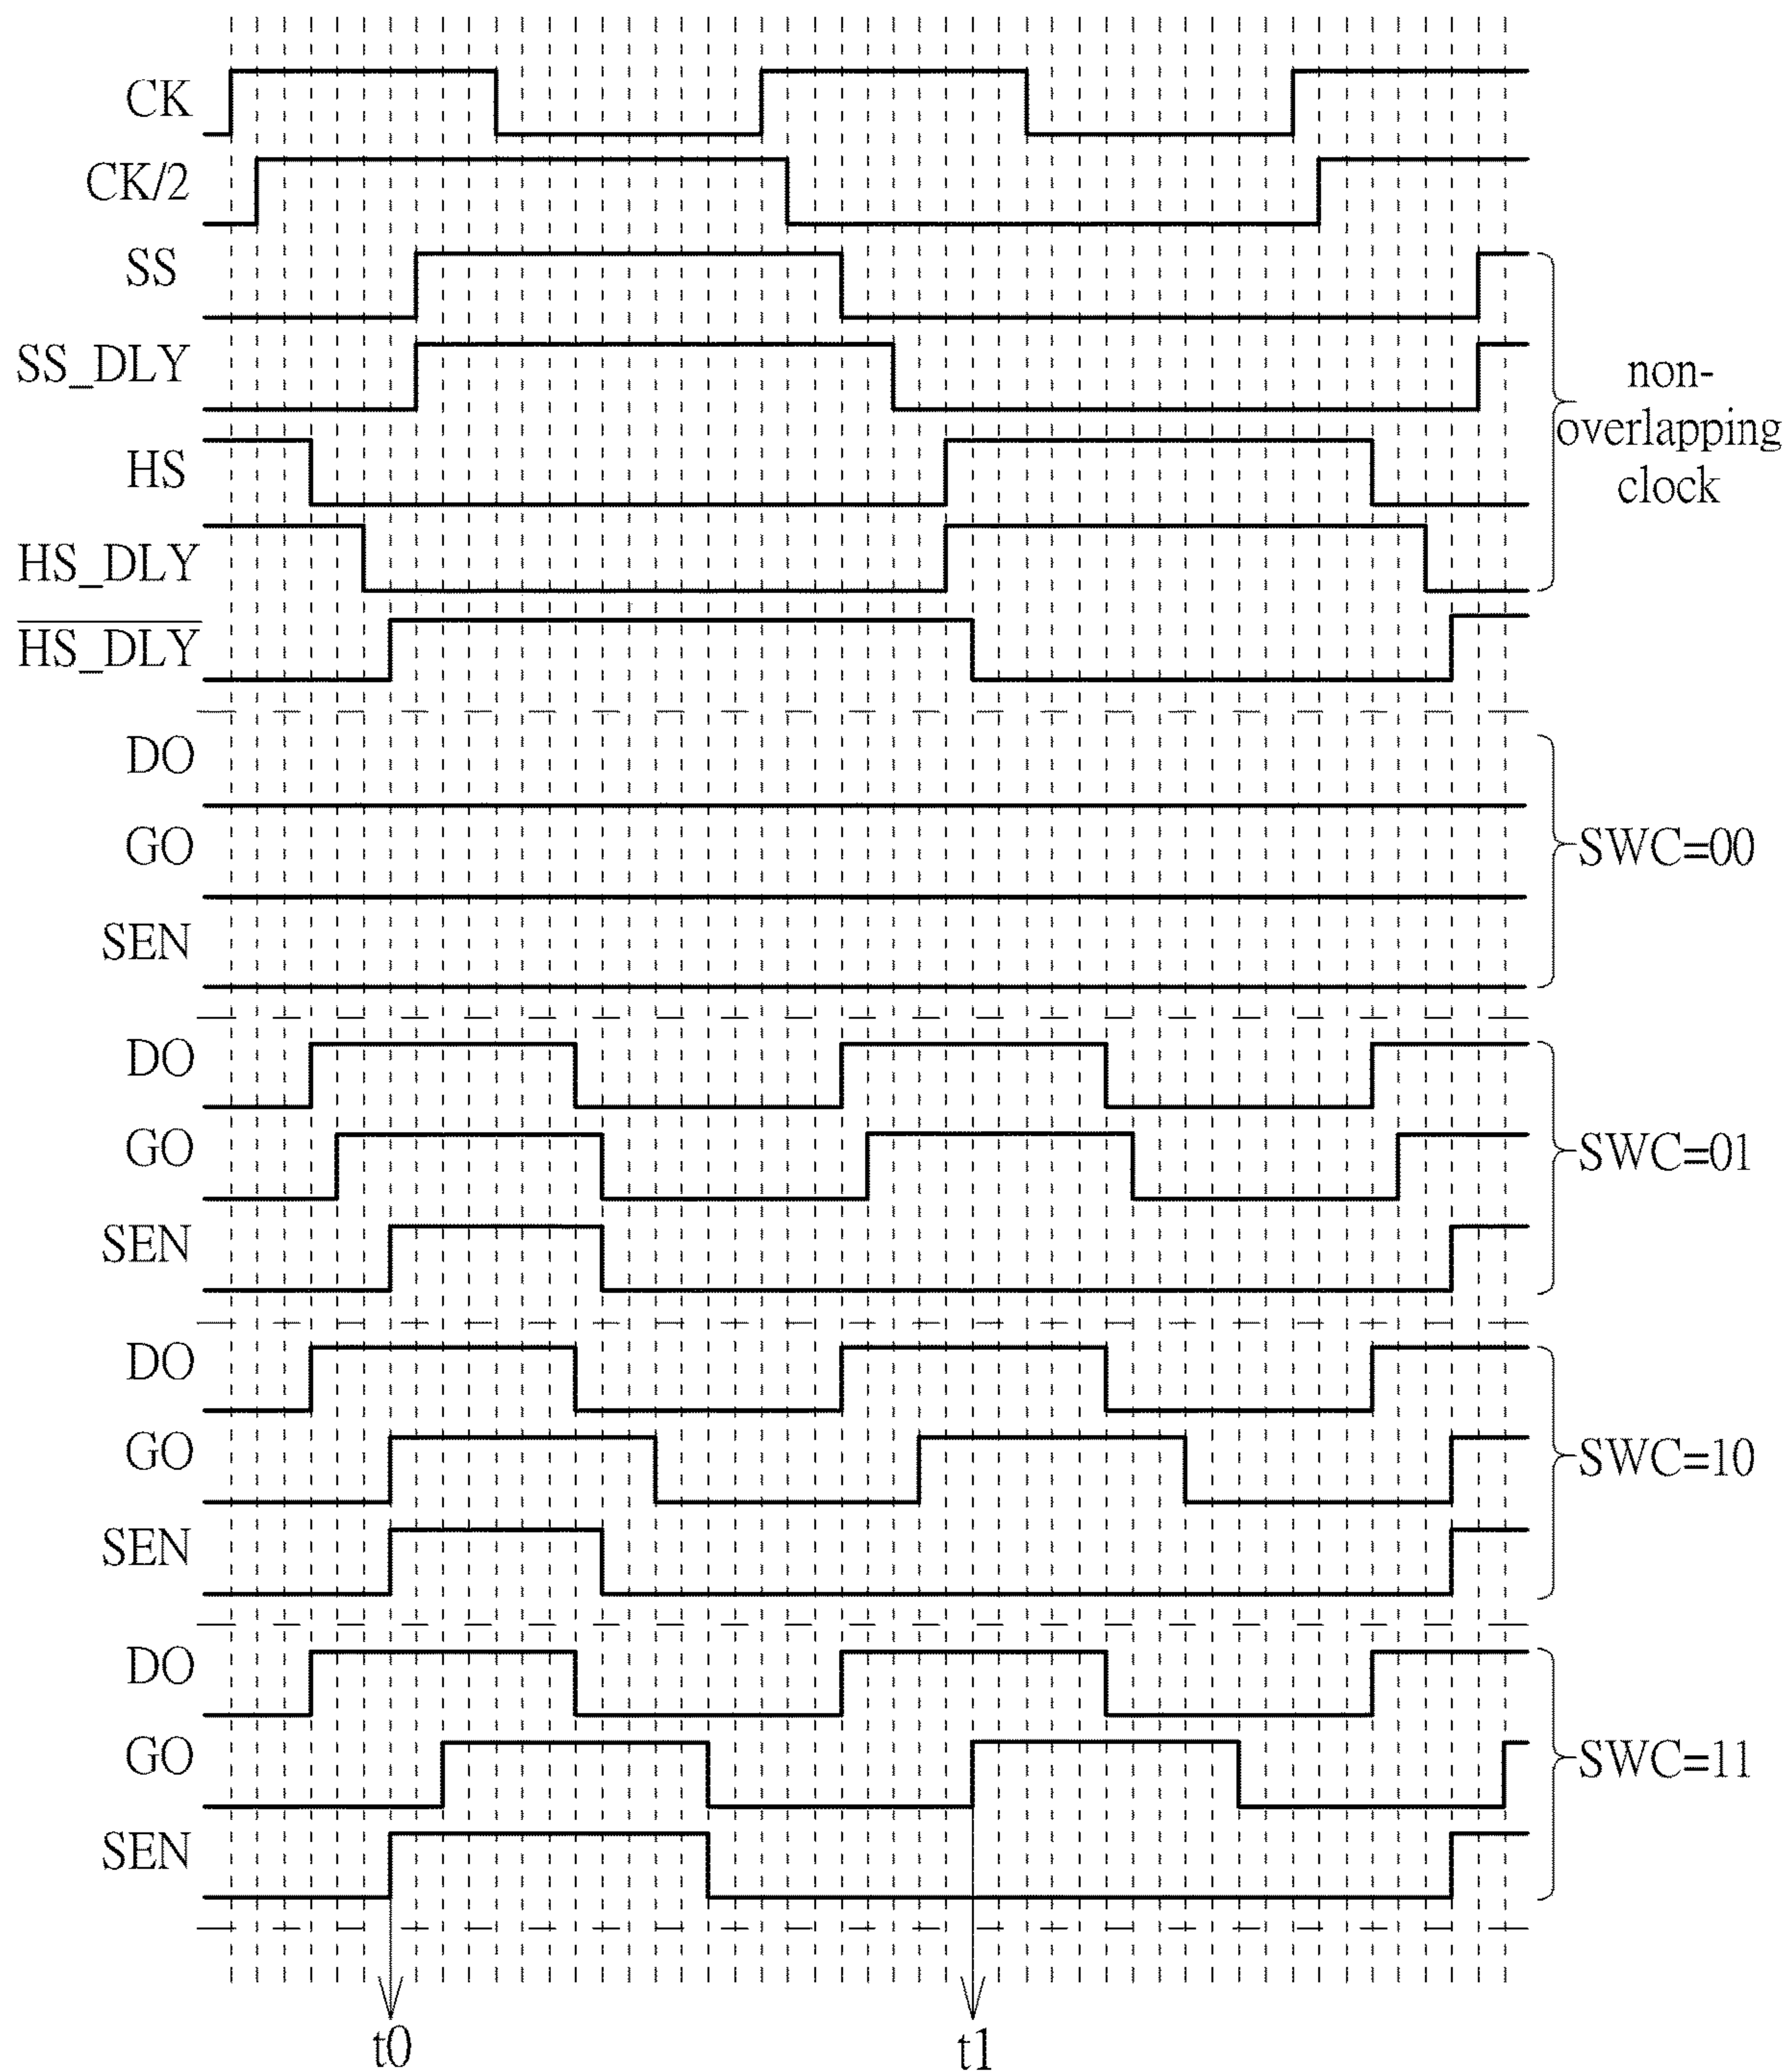 CK
CK/2
SS
SS_DLY
HS
HS_DLY
H̅S̅_̅D̅L̅Y̅
non-
overlapping
clock
DO
GO
SEN
SWC=00
DO
GO
SEN
SWC=01
DO
GO
SEN
SWC=10
DO
GO
SEN
SWC=11
t0
t1